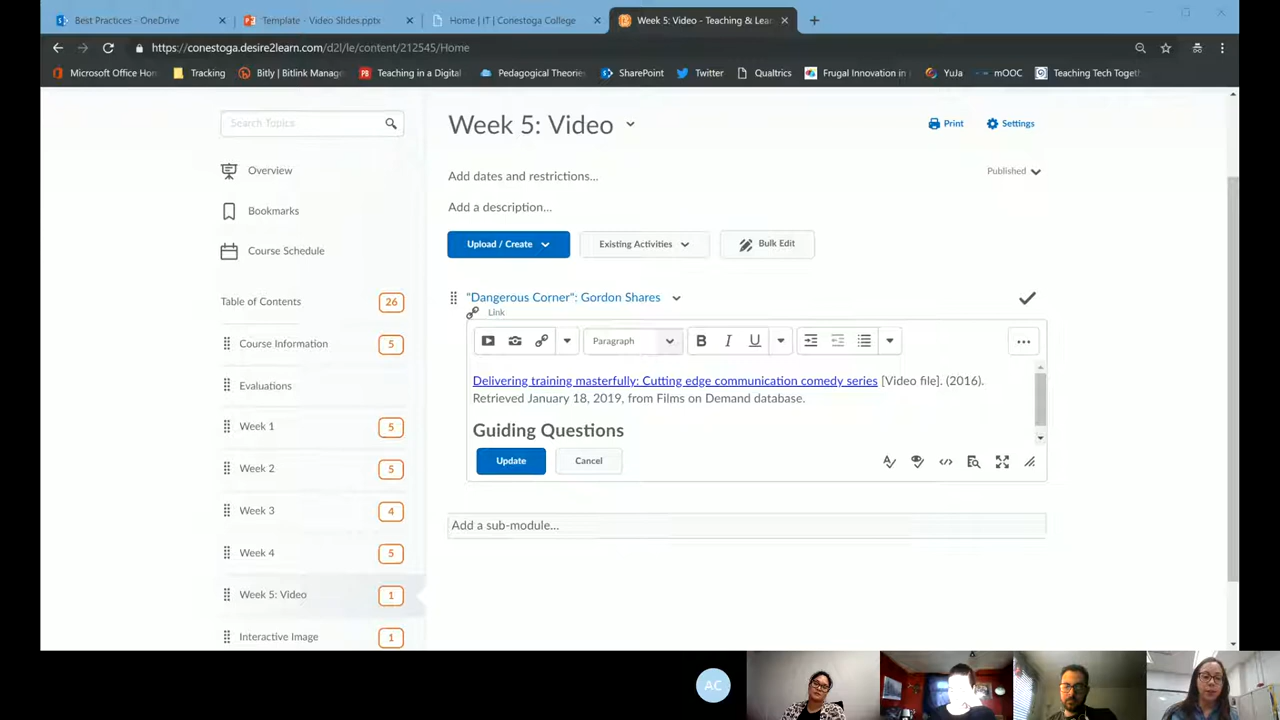 Best Practices - OneDrive
Template - Video Slides.pptx
Home | IT | Conestoga College
Week 5: Video - Teaching & Lear
https://conestoga.desire2learn.com/d2l/le/content/212545/Home
Microsoft Office Hom
Tracking
Bitly | Bitlink Manage
Teaching in a Digital
Pedagogical Theories
SharePoint
Twitter
Qualtrics
Frugal Innovation in
YuJa
mOOC
Teaching Tech Toget
Search Topics
Overview
Bookmarks
Course Schedule
Table of Contents 26
Course Information 5
Evaluations
Week 1 5
Week 2 5
Week 3 4
Week 4 5
Week 5: Video 1
Interactive Image 1
Week 5: Video
Print
Settings
Add dates and restrictions...
Published
Add a description...
Upload / Create
Existing Activities
Bulk Edit
"Dangerous Corner": Gordon Shares
Link
Paragraph
B I U
Delivering training masterfully: Cutting edge communication comedy series [Video file]. (2016).
Retrieved January 18, 2019, from Films on Demand database.
Guiding Questions
Update
Cancel
Add a sub-module...
AC